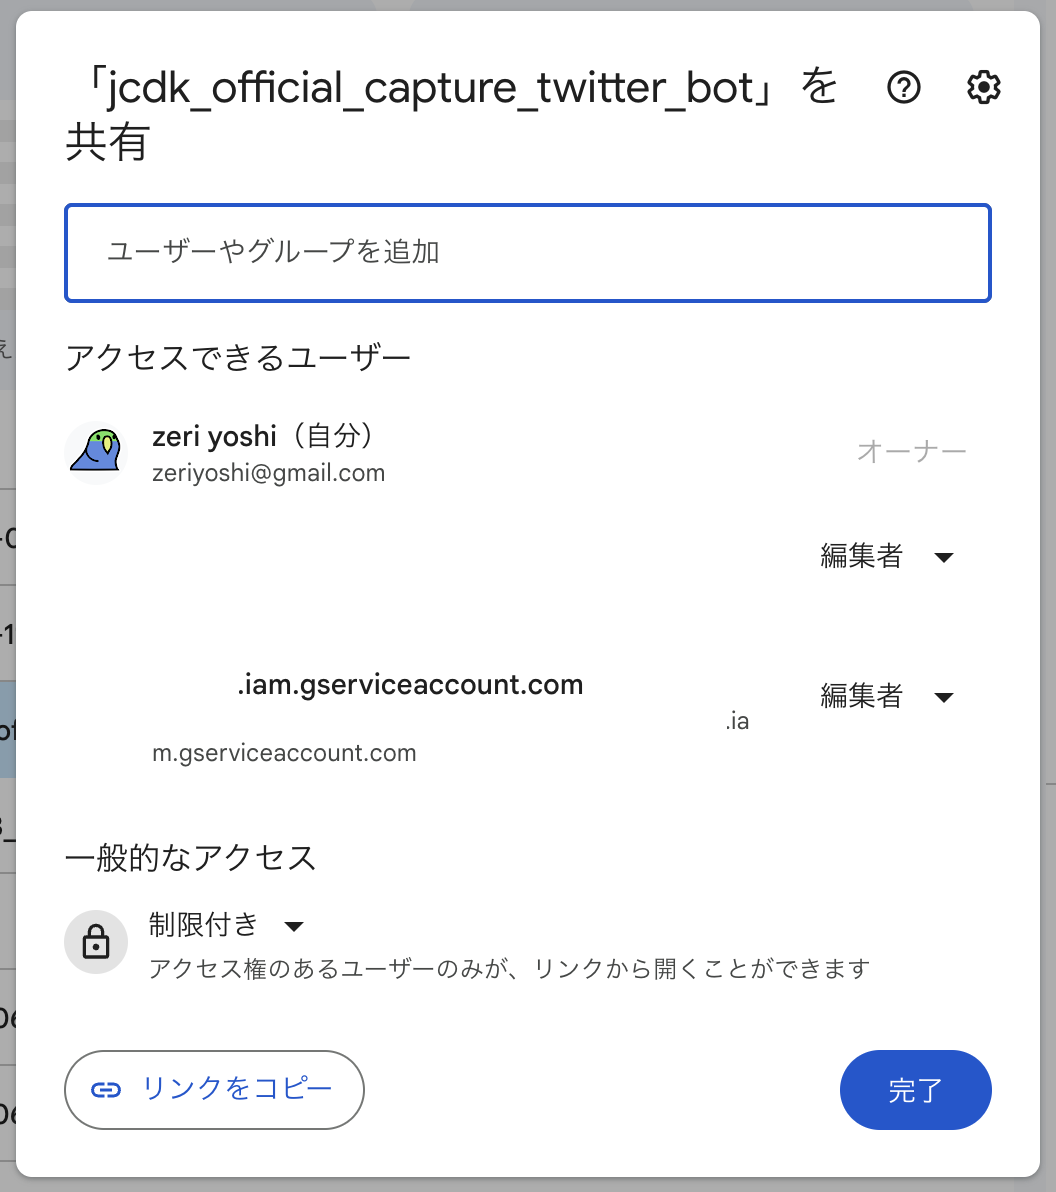 「jcdk_official_capture_twitter_bot」を
共有
ユーザーやグループを追加
アクセスできるユーザー
zeri yoshi（自分）
zeriyoshi@gmail.com
オーナー
編集者
.iam.gserviceaccount.com
編集者
.ia
m.gserviceaccount.com
一般的なアクセス
制限付き
アクセス権のあるユーザーのみが、リンクから開くことができます
リンクをコピー
完了